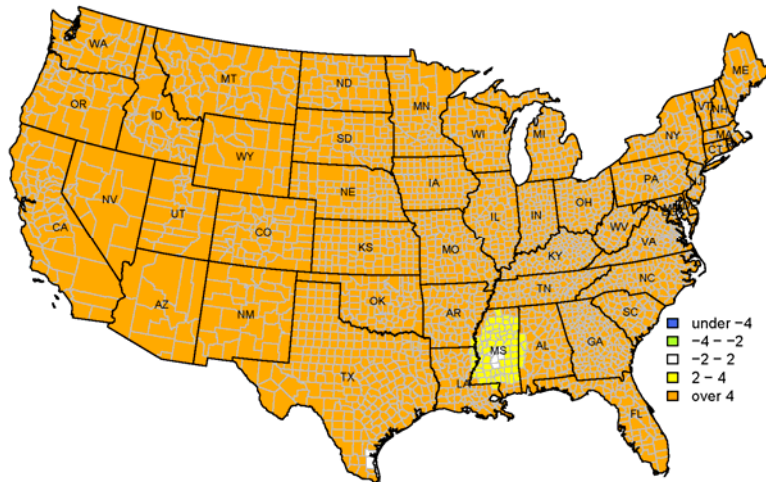 WA
MT
ND
MN
ME
OR
ID
SD
WI
MI
VT
NH
NY
MA
CT
WY
NE
IA
PA
NJ
NV
UT
CO
IL
IN
OH
WV
VA
CA
KS
MO
KY
NC
TN
AZ
NM
OK
AR
SC
MS
AL
GA
TX
LA
FL
under −4
−4 − −2
−2 − 2
2 − 4
over 4